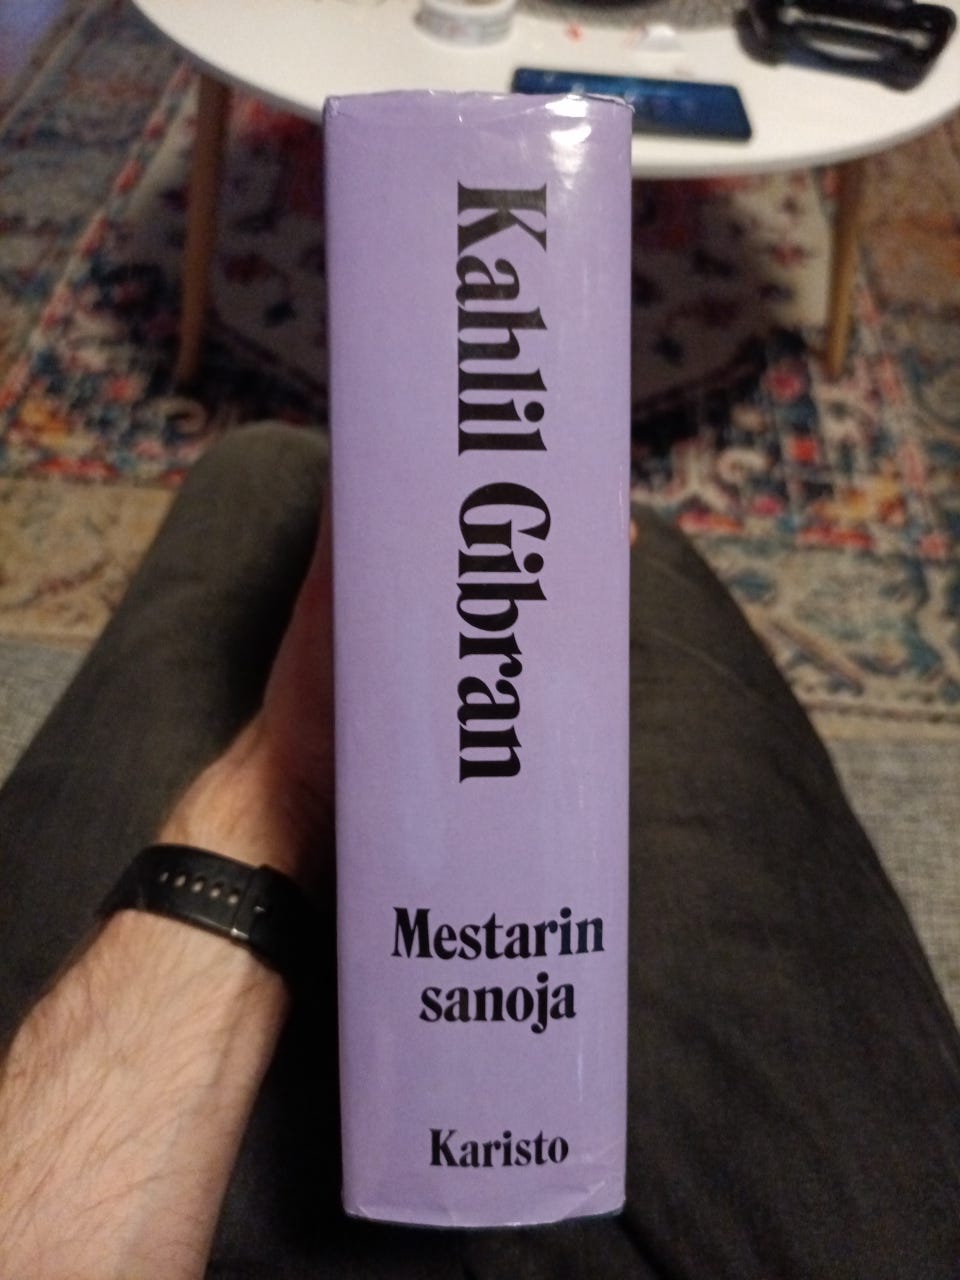 Kahlil Gibran
Mestarin
sanoja
Karisto